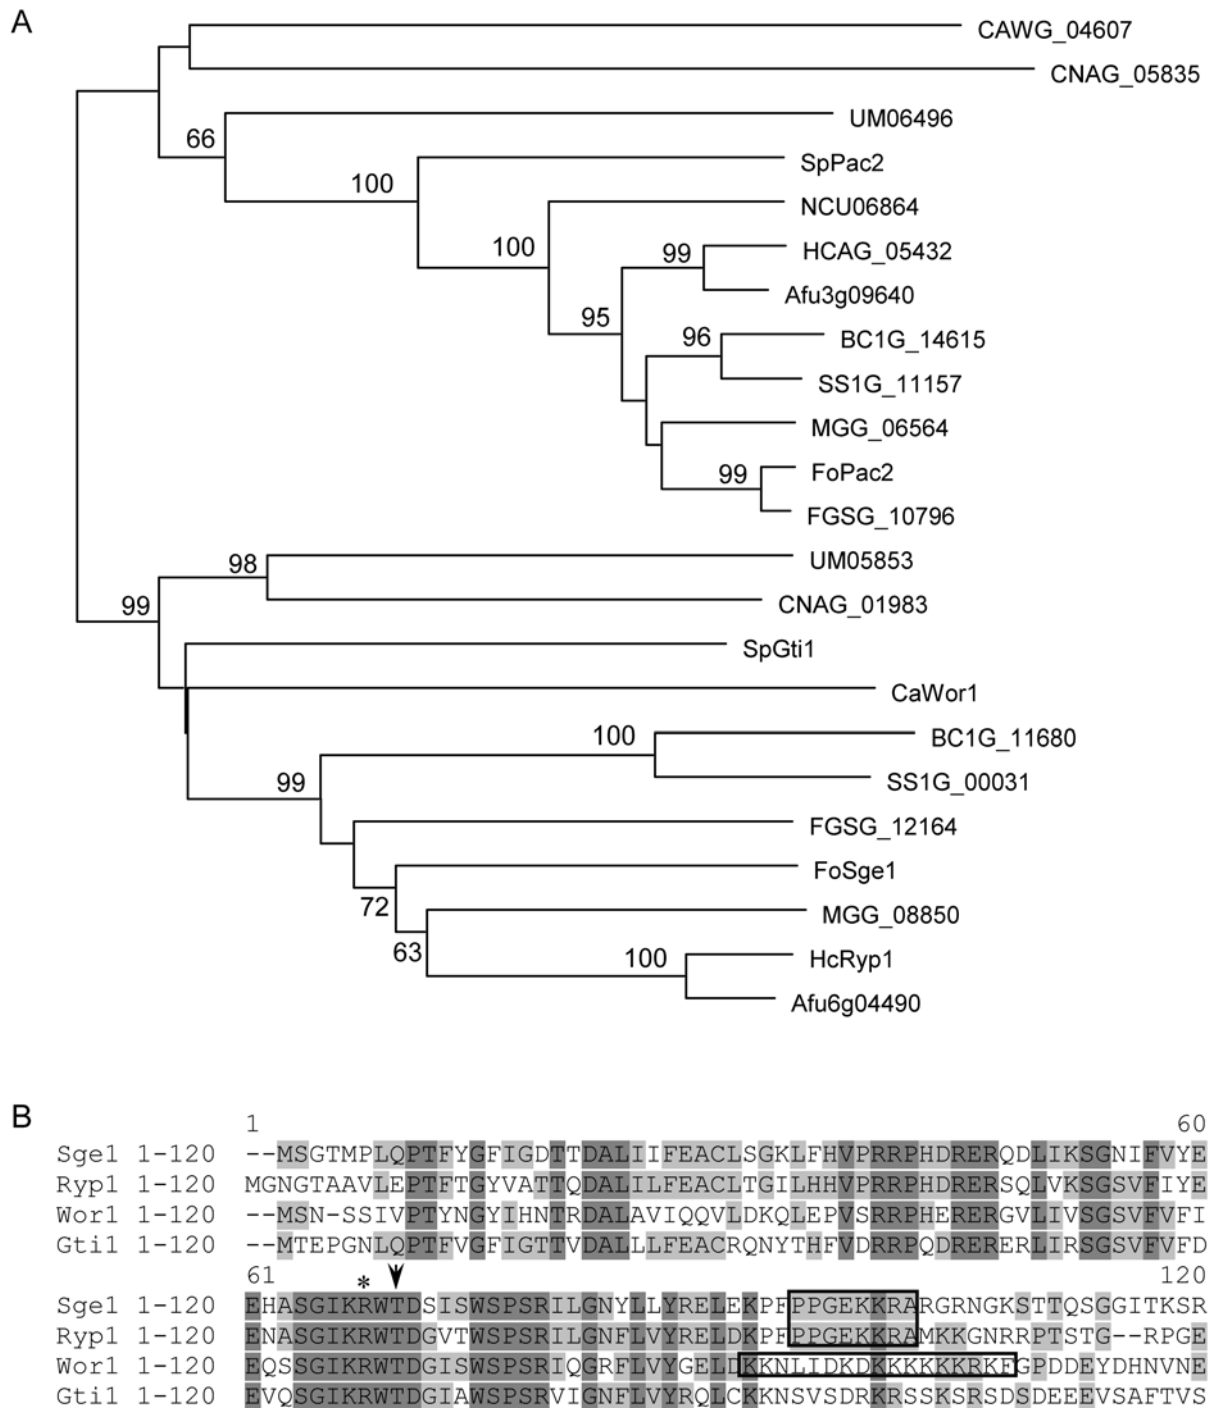 A
CAWG_04607
CNAG_05835
UM06496
66
SpPac2
100
NCU06864
100
HCAG_05432
99
Afu3g09640
95
BC1G_14615
96
SS1G_11157
MGG_06564
FoPac2
99
FGSG_10796
UM05853
98
CNAG_01983
99
SpGti1
CaWor1
BC1G_11680
100
SS1G_00031
99
FGSG_12164
FoSge1
72
MGG_08850
63
HcRyp1
100
Afu6g04490
B
1 60
Sge1 1-120 --MSGTMPLQPTFYGFIGDTTDALIIFEACLSGKLFHVPRRPHDRERQDLIKSGNIFVYE
Ryp1 1-120 MGNGTAAVLEPTFTGYVATTQDALILFEACLTGILHHVPRRPHDRERSQLVKSGSVFIYE
Wor1 1-120 --MSN-SSIVPTYNGYIHNTRDALAVIQQVLDKQLEPVSRRPHERERGVLIVSGSVFVFI
Gti1 1-120 --MTEPGNLQPTFVGFIGTTVDALLLFEACRQNYTHFVDRRPQDRERERLIRSGSVFVFD
61 * 120
Sge1 1-120 EHASGIKRWTDSISWSPSRILGNYLLYRELEKPFPPGEKKRARGRNGKSTTQSGGITKSR
Ryp1 1-120 ENASGIKRWTDGVTWSPSRILGNFLVYRELDKPFPPGEKKRAMKKGNRRPTSTG--RPGE
Wor1 1-120 EQSSGIKRWTDGISWSPSRIQGRFLVYGELDKKNLIDKDKKKKKKRKFGPDDEYDHNVNE
Gti1 1-120 EVQSGIKRWTDGIAWSPSRVIGNFLVYRQLCKKNSVSDRKRSSKSRSDSDEEEVSAFTVS